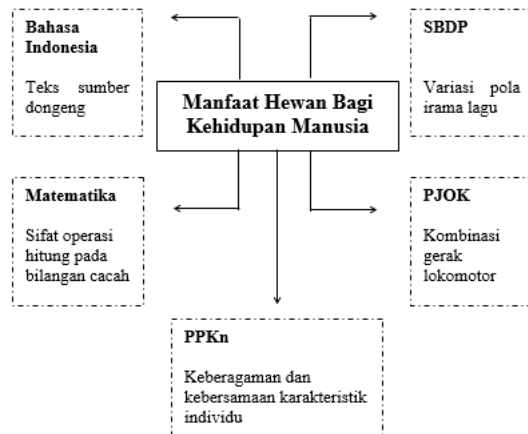 Bahasa
Indonesia
Teks sumber
dongeng
SBDP
Variasi pola
irama lagu
Manfaat Hewan Bagi
Kehidupan Manusia
Matematika
Sifat operasi
hitung pada
bilangan cacah
PJOK
Kombinasi
gerak
lokomotor
PPKn
Keberagaman dan
kebersamaan karakteristik
individu